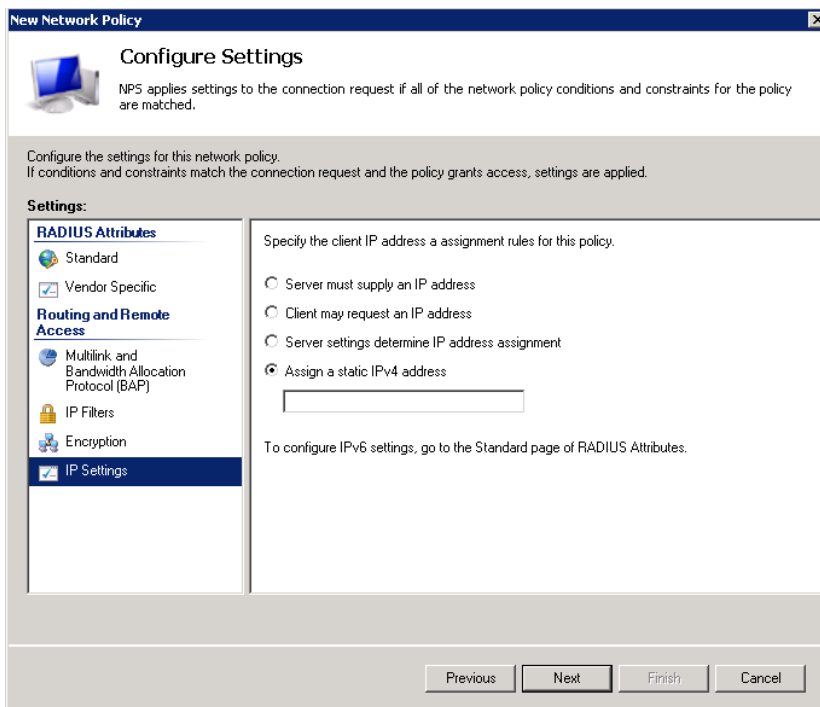 New Network Policy
Configure Settings
NPS applies settings to the connection request if all of the network policy conditions and constraints for the policy
are matched.
Configure the settings for this network policy.
If conditions and constraints match the connection request and the policy grants access, settings are applied.
Settings:
RADIUS Attributes
Standard
Vendor Specific
Routing and Remote
Access
Multilink and
Bandwidth Allocation
Protocol (BAP)
IP Filters
Encryption
IP Settings
Specify the client IP address a assignment rules for this policy.
Server must supply an IP address
Client may request an IP address
Server settings determine IP address assignment
Assign a static IPv4 address
To configure IPv6 settings, go to the Standard page of RADIUS Attributes.
Previous
Next
Finish
Cancel